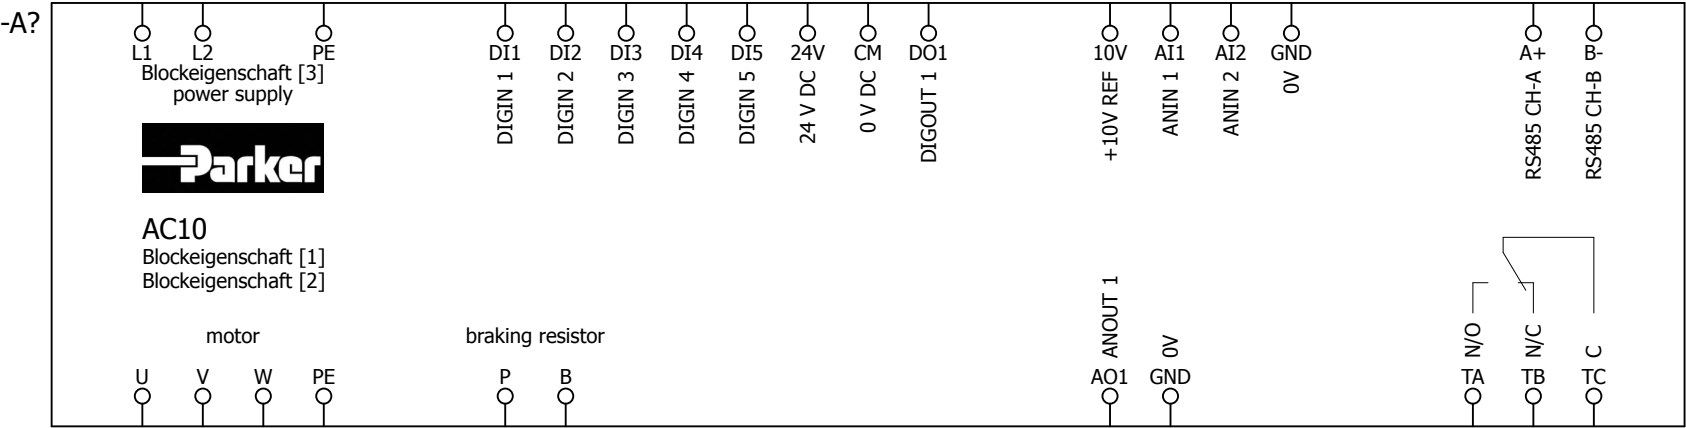 -A?
L1 L2 PE DI1 DI2 DI3 DI4 DI5 24V CM DO1 10V AI1 AI2 GND A+ B-
Blockeigenschaft [3]
power supply
DIGIN 1
DIGIN 2
DIGIN 3
DIGIN 4
DIGIN 5
24 V DC
0 V DC
DIGOUT 1
+10V REF
ANIN 1
ANIN 2
0V
RS485 CH-A
RS485 CH-B
Parker
AC10
Blockeigenschaft [1]
Blockeigenschaft [2]
motor
braking resistor
ANOUT 1
0V
N/O
N/C
C
U V W PE P B AO1 GND TA TB TC